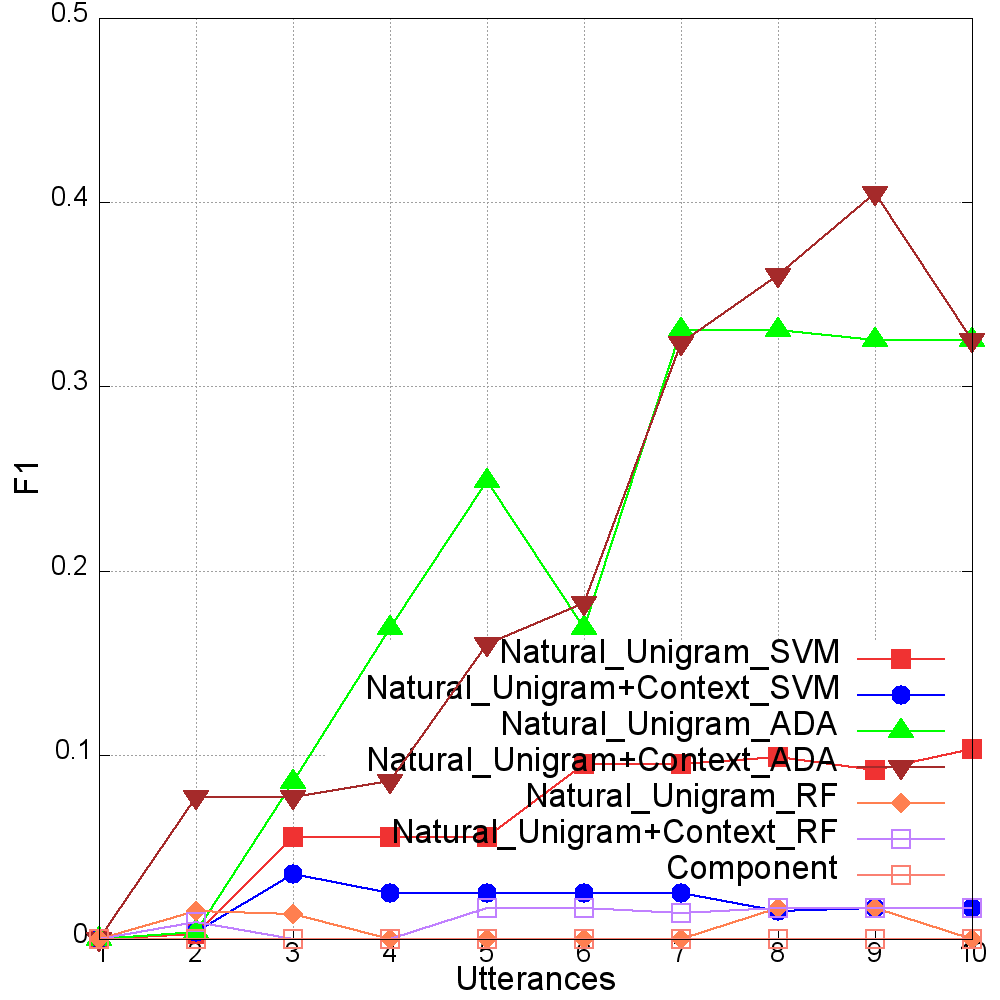 0.5
0.4
0.3
0.2
0.1
0
F1
Natural_Unigram_SVM
Natural_Unigram+Context_SVM
Natural_Unigram_ADA
Natural_Unigram+Context_ADA
Natural_Unigram_RF
Natural_Unigram+Context_RF
Component
1 2 3 4 5 6 7 8 9 10
Utterances